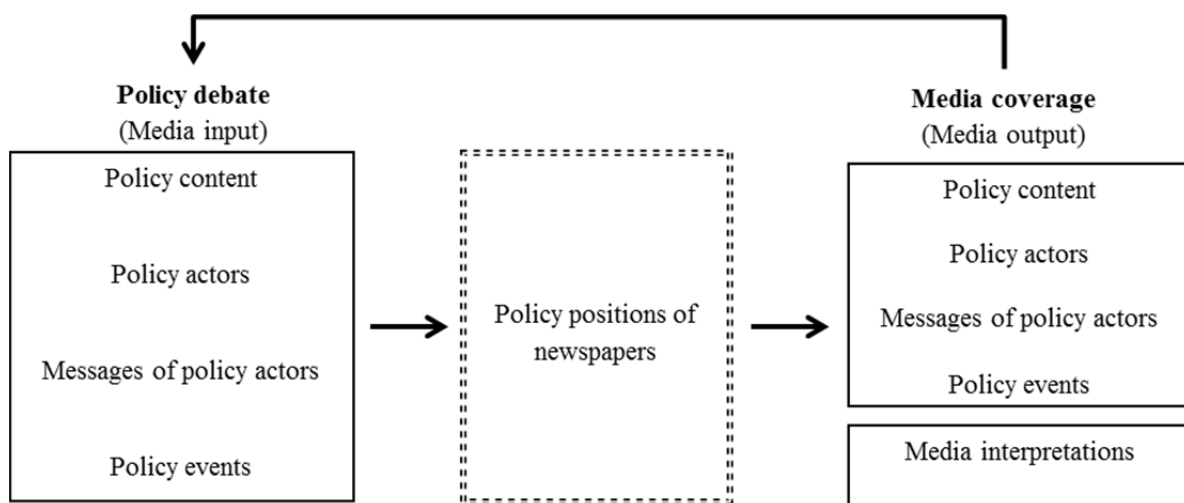 Policy debate
(Media input)
Policy content
Policy actors
Messages of policy actors
Policy events
Policy positions of
newspapers
Media coverage
(Media output)
Policy content
Policy actors
Messages of policy actors
Policy events
Media interpretations